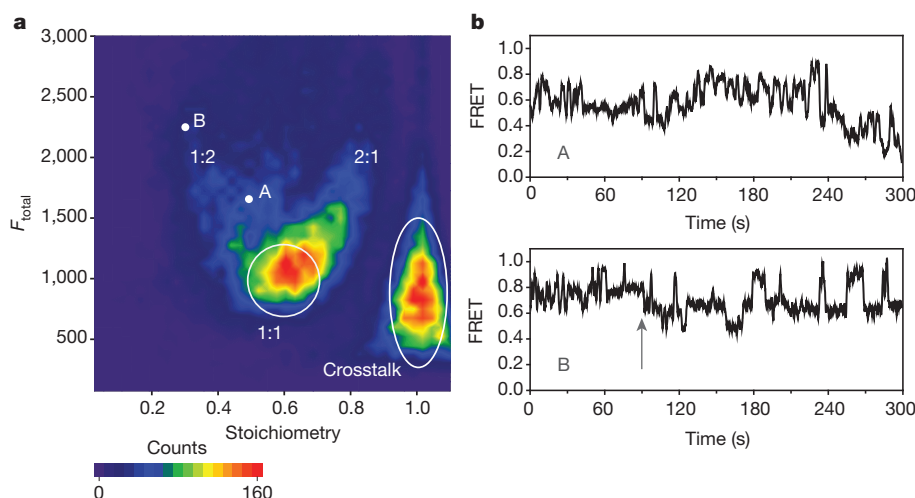 a
F total
3,000
2,500
2,000
1,500
1,000
500
B
1:2
A
2:1
1:1
Crosstalk
0.2 0.4 0.6 0.8 1.0
Stoichiometry
Counts
0 160
b
FRET
1.0
0.8
0.6
0.4
0.2
0.0
A
0 60 120 180 240 300
Time (s)
FRET
1.0
0.8
0.6
0.4
0.2
0.0
B
0 60 120 180 240 300
Time (s)